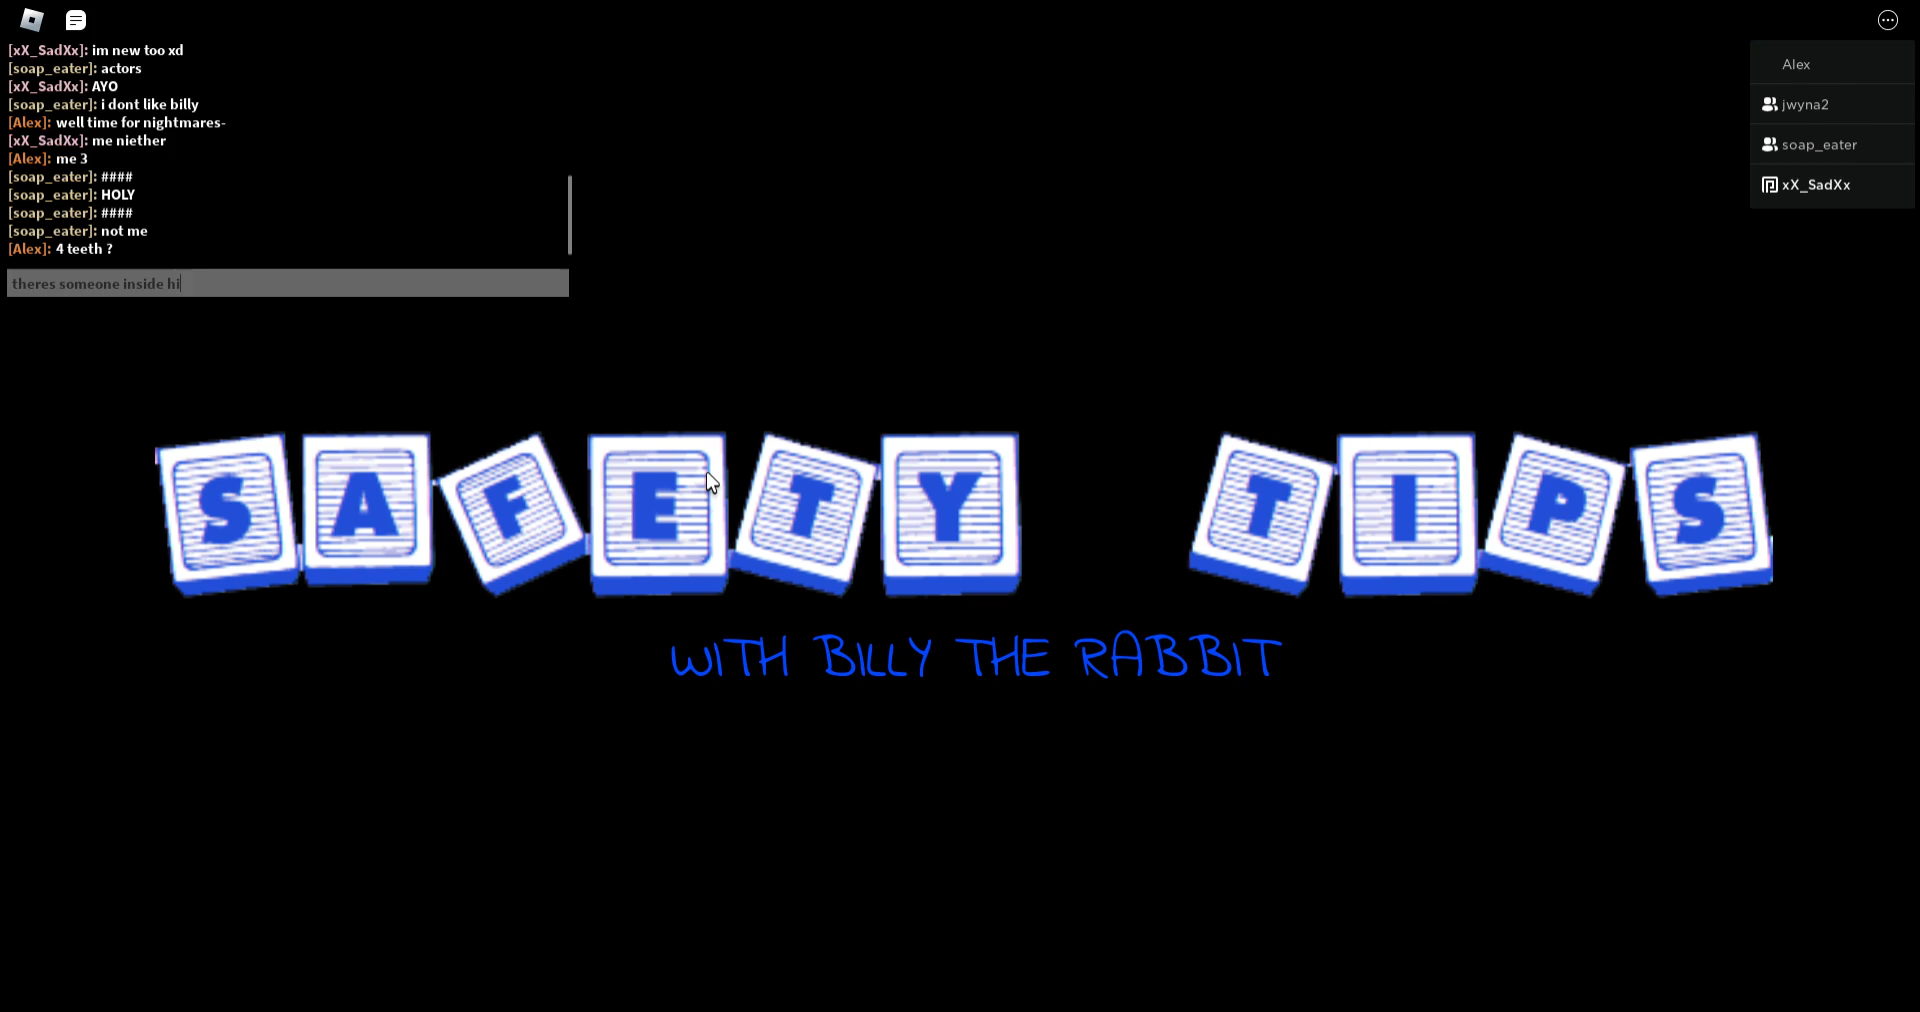 [xX_SadXx]: im new too xd
[soap_eater]: actors
[xX_SadXx]: AYO
[soap_eater]: i dont like billy
[Alex]: well time for nightmares-
[xX_SadXx]: me niether
[Alex]: me 3
[soap_eater]: ####
[soap_eater]: HOLY
[soap_eater]: ####
[soap_eater]: not me
[Alex]: 4 teeth ?
theres someone inside hi
Alex
jwyna2
soap_eater
xX_SadXx
SAFETY TIPS
WITH BILLY THE RABBIT